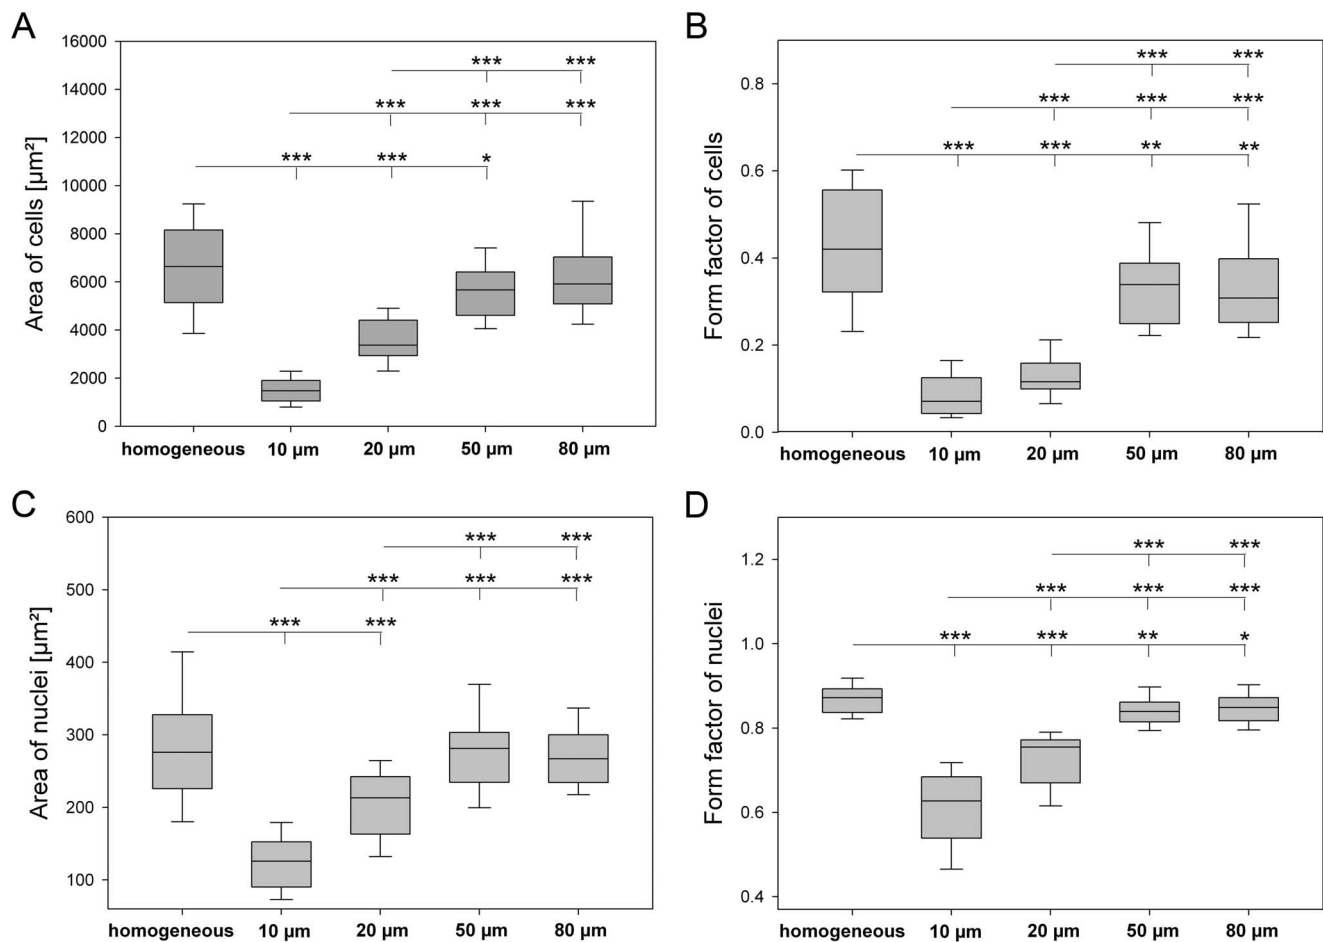 A
Area of cells [µm²]
16000
14000
12000
10000
8000
6000
4000
2000
0
*** ***
*** *** ***
*** *** *
homogeneous 10 µm 20 µm 50 µm 80 µm
B
Form factor of cells
0.8
0.6
0.4
0.2
0.0
*** ***
*** *** ***
*** *** ** **
homogeneous 10 µm 20 µm 50 µm 80 µm
C
Area of nuclei [µm²]
600
500
400
300
200
100
*** ***
*** *** ***
*** ***
homogeneous 10 µm 20 µm 50 µm 80 µm
D
Form factor of nuclei
1.2
1.0
0.8
0.6
0.4
*** ***
*** *** ***
*** *** ** *
homogeneous 10 µm 20 µm 50 µm 80 µm